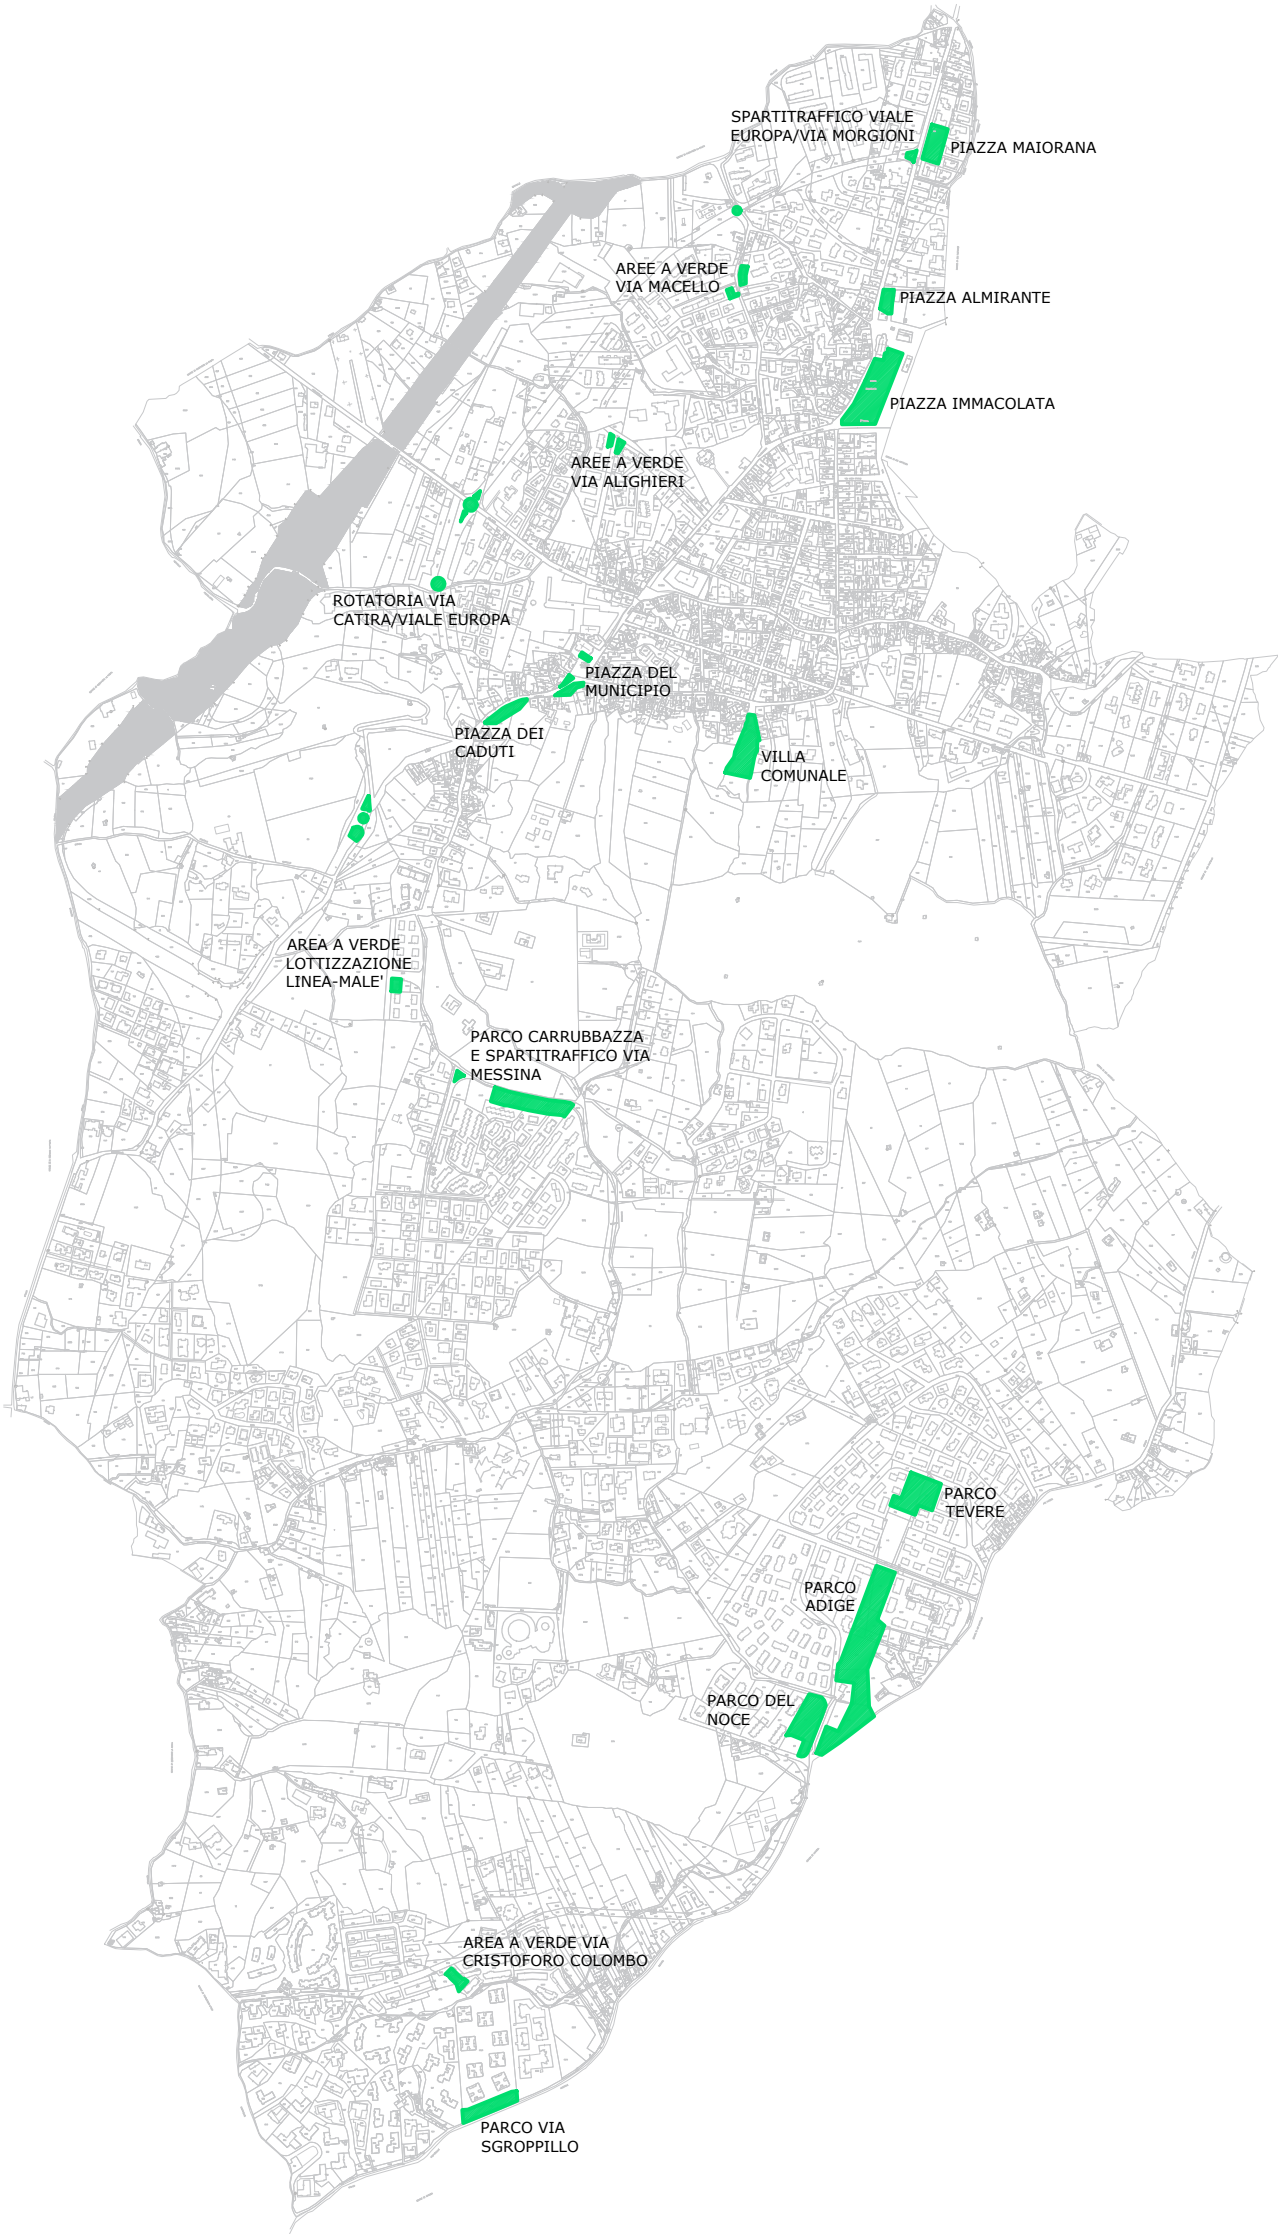 SPARTITRAFFICO VIALE
EUROPA/VIA MORGIONI
PIAZZA MAIORANA
AREE A VERDE
VIA MACELLO
PIAZZA ALMIRANTE
PIAZZA IMMACOLATA
AREE A VERDE
VIA ALIGHIERI
ROTATORIA VIA
CATIRA/VIALE EUROPA
PIAZZA DEL
MUNICIPIO
PIAZZA DEI
CADUTI
VILLA
COMUNALE
AREA A VERDE
LOTTIZZAZIONE
LINEA-MALE'
PARCO CARRUBBAZZA
E SPARTITRAFFICO VIA
MESSINA
PARCO
TEVERE
PARCO
ADIGE
PARCO DEL
NOCE
AREA A VERDE VIA
CRISTOFORO COLOMBO
PARCO VIA
SGROPPILLO